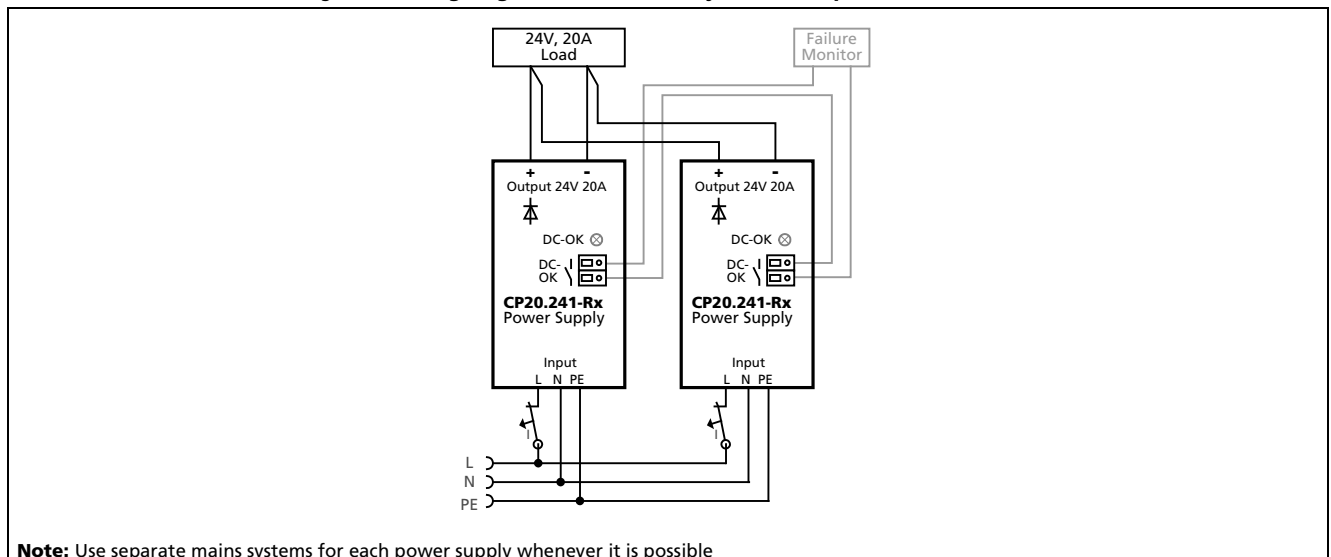 24V, 20A
Load
Failure
Monitor
+ -
Output 24V 20A
DC-OK
DC-
OK
CP20.241-Rx
Power Supply
Input
L N PE
I
+ -
Output 24V 20A
DC-OK
DC-
OK
CP20.241-Rx
Power Supply
Input
L N PE
I
L
N
PE
Note: Use separate mains systems for each power supply whenever it is possible